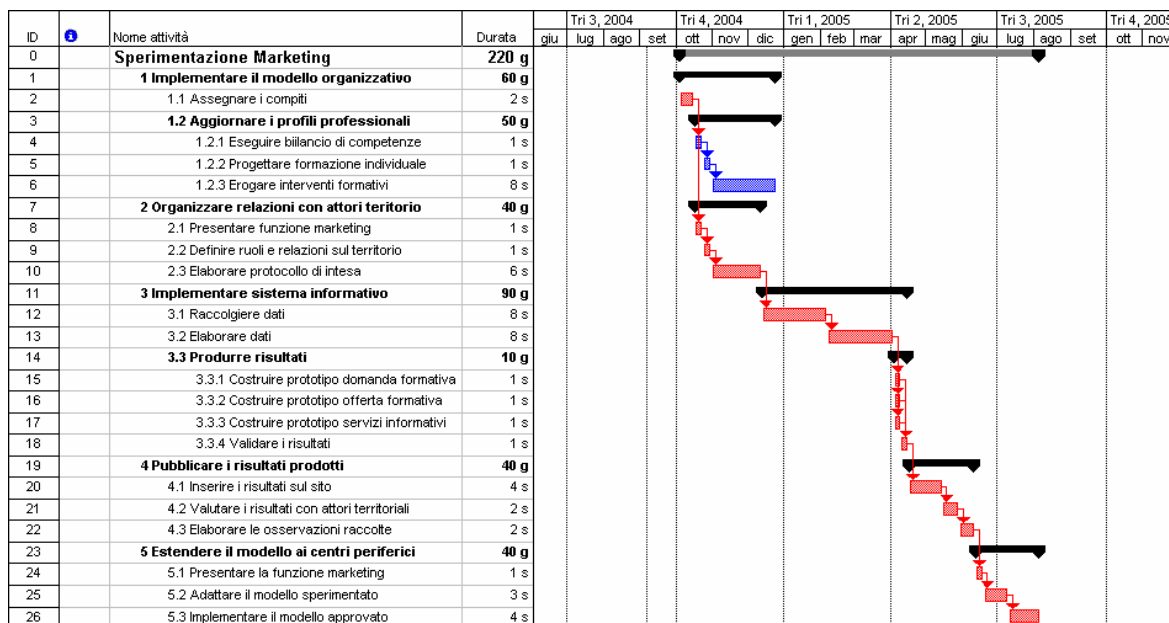 Tri 3, 2004 Tri 4, 2004 Tri 1, 2005 Tri 2, 2005 Tri 3, 2005 Tri 4, 2005
ID Nome attività Durata giu lug ago set ott nov dic gen feb mar apr mag giu lug ago set ott nov
0 Sperimentazione Marketing 220 g
1 1 Implementare il modello organizzativo 60 g
2 1.1 Assegnare i compiti 2 s
3 1.2 Aggiornare i profili professionali 50 g
4 1.2.1 Eseguire biilancio di competenze 1 s
5 1.2.2 Progettare formazione individuale 1 s
6 1.2.3 Erogare interventi formativi 8 s
7 2 Organizzare relazioni con attori teritorio 40 g
8 2.1 Presentare funzione marketing 1 s
9 2.2 Definire ruoli e relazioni sul territorio 1 s
10 2.3 Elaborare protocollo di intesa 6 s
11 3 Implementare sistema informativo 90 g
12 3.1 Raccolgiere dati 8 s
13 3.2 Elaborare dati 8 s
14 3.3 Produrre risultati 10 g
15 3.3.1 Costruire prototipo domanda formativa 1 s
16 3.3.2 Costruire prototipo offerta formativa 1 s
17 3.3.3 Costruire prototipo servizi informativi 1 s
18 3.3.4 Validare i risultati 1 s
19 4 Pubblicare i risultati prodotti 40 g
20 4.1 Inserire i risultati sul sito 4 s
21 4.2 Valutare i risultati con attori territoriali 2 s
22 4.3 Elaborare le osservazioni raccolte 2 s
23 5 Estendere il modello ai centri periferici 40 g
24 5.1 Presentare la funzione marketing 1 s
25 5.2 Adattare il modello sperimentato 3 s
26 5.3 Implementare il modello approvato 4 s